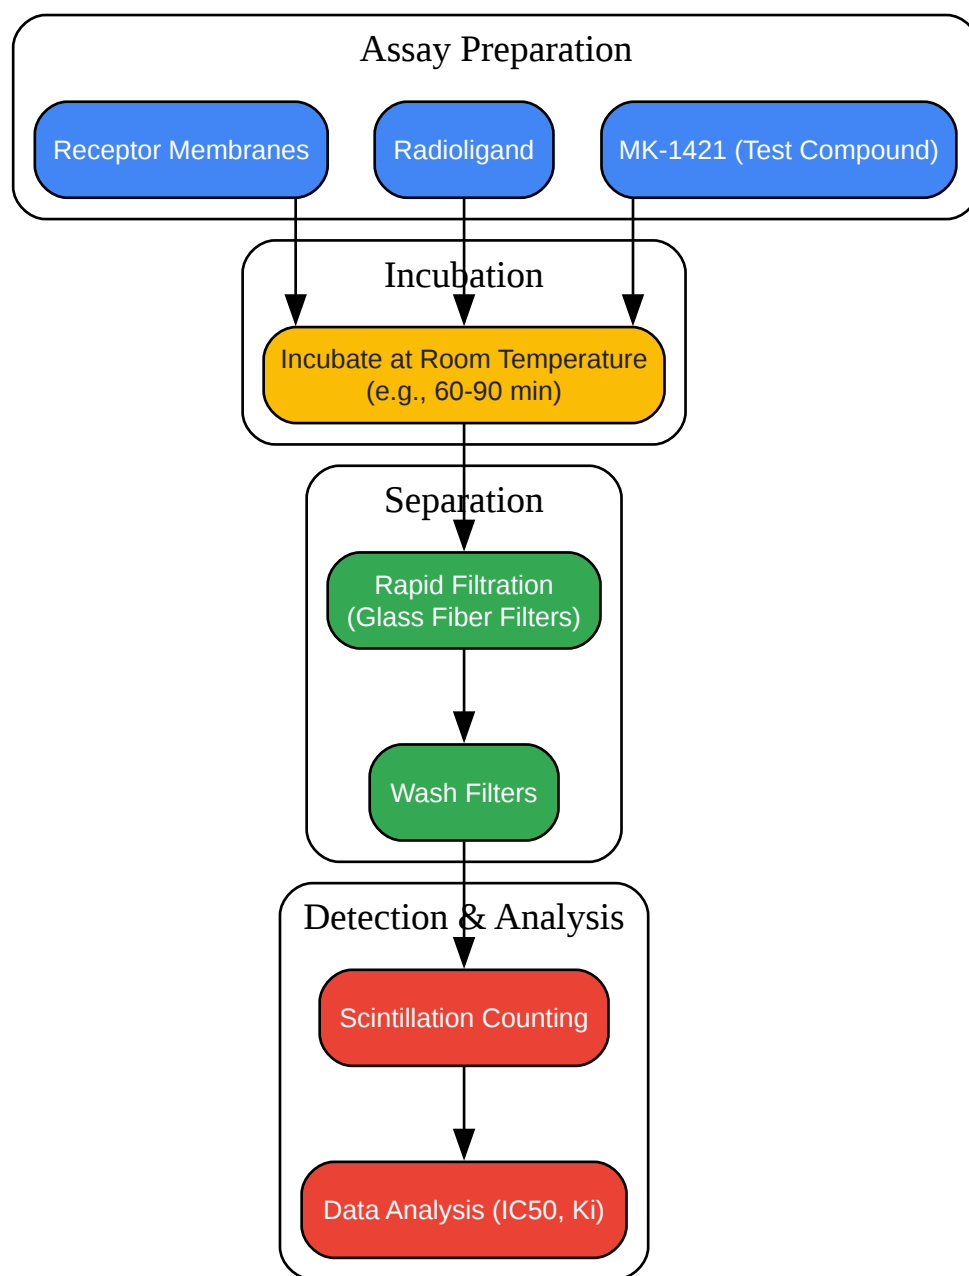 Assay Preparation
Receptor Membranes
Radioligand
MK-1421 (Test Compound)
Incubation
Incubate at Room Temperature
(e.g., 60-90 min)
Separation
Rapid Filtration
(Glass Fiber Filters)
Wash Filters
Detection & Analysis
Scintillation Counting
Data Analysis (IC50, Ki)